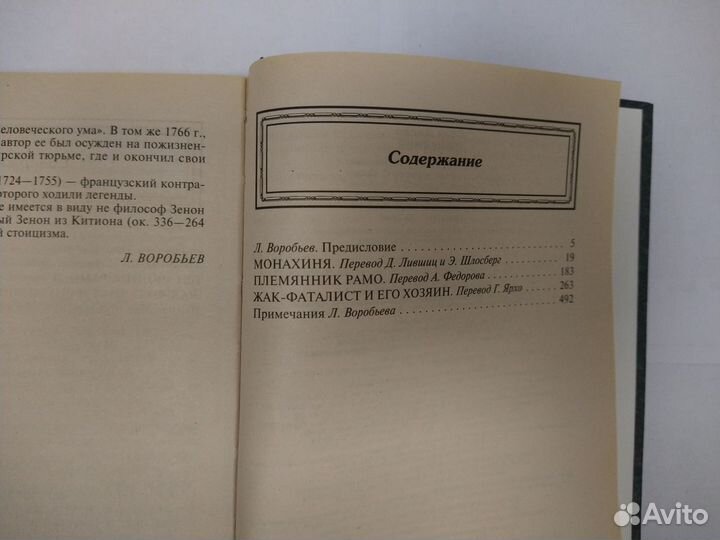 еловеческого ума». В том же 1766 г.,
автор ее был осужден на пожизнен-
рской тюрьме, где и окончил свои
1724—1755) — французский контра-
оторого ходили легенды.
е имеется в виду не философ Зенон
ый Зенон из Китиона (ок. 336—264
й стоицизма.
Л. ВОРОБЬЕВ
Содержание
Л. Воробьев. Предисловие 5
МОНАХИНЯ. Перевод Д. Лившиц и Э. Шлосберг 19
ПЛЕМЯННИК РАМО. Перевод А. Федорова 183
ЖАК-ФАТАЛИСТ И ЕГО ХОЗЯИН. Перевод Г. Ярхо 263
Примечания Л. Воробьева 492
Avito